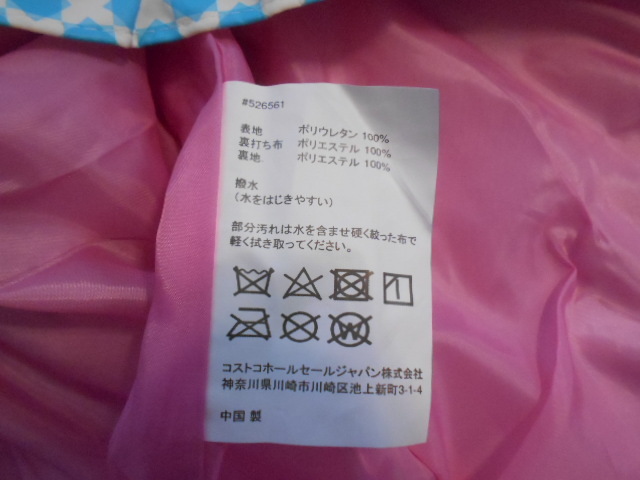 #526561
表地 ポリウレタン 100%
裏打ち布 ポリエステル 100%
裏地. ポリエステル 100%
撥水
(水をはじきやすい)
部分汚れは水を含ませ硬く絞った布で
軽く拭き取ってください。
W
コストコホールセールジャパン株式会社
神奈川県川崎市川崎区池上新町3-1-4
中国 製